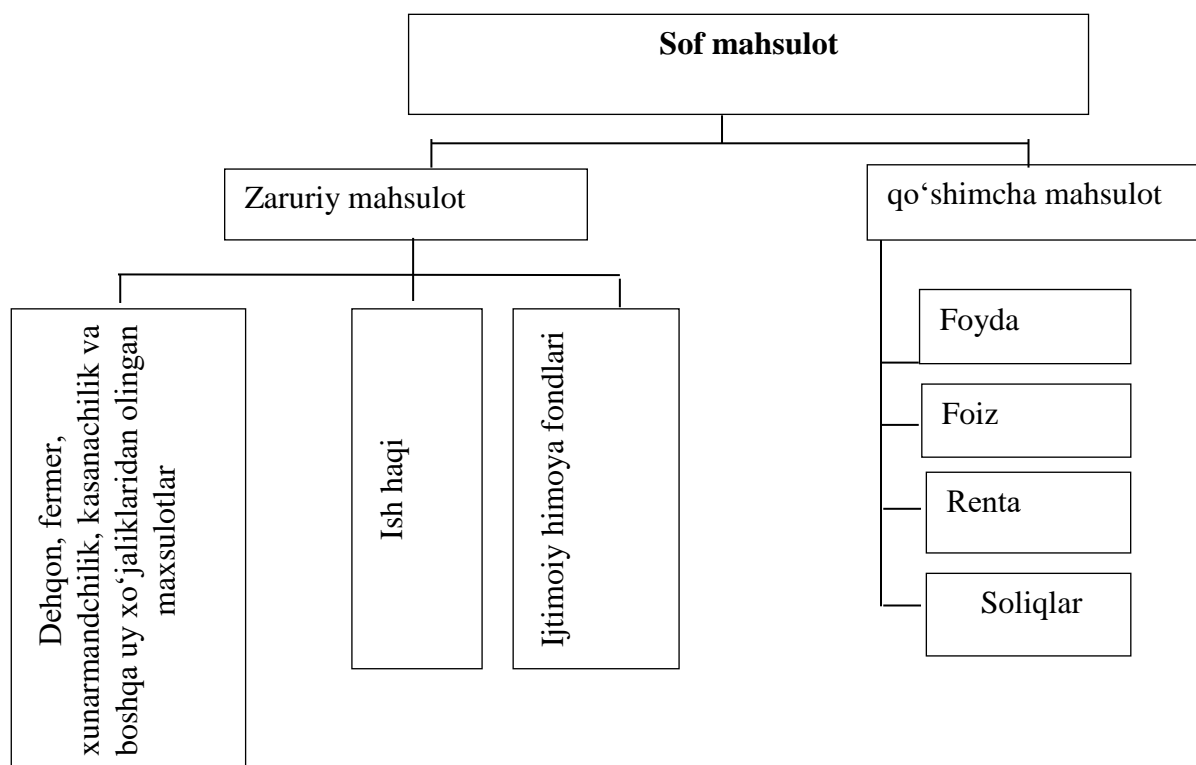 Sof mahsulot
Zaruriy mahsulot
qo‘shimcha mahsulot
Dehqon, fermer,
xunarmandchilik, kasanachilik va
boshqa uy xo‘jaliklaridan olingan
maxsulotlar
Ish haqi
Ijtimoiy himoya fondlari
Foyda
Foiz
Renta
Soliqlar